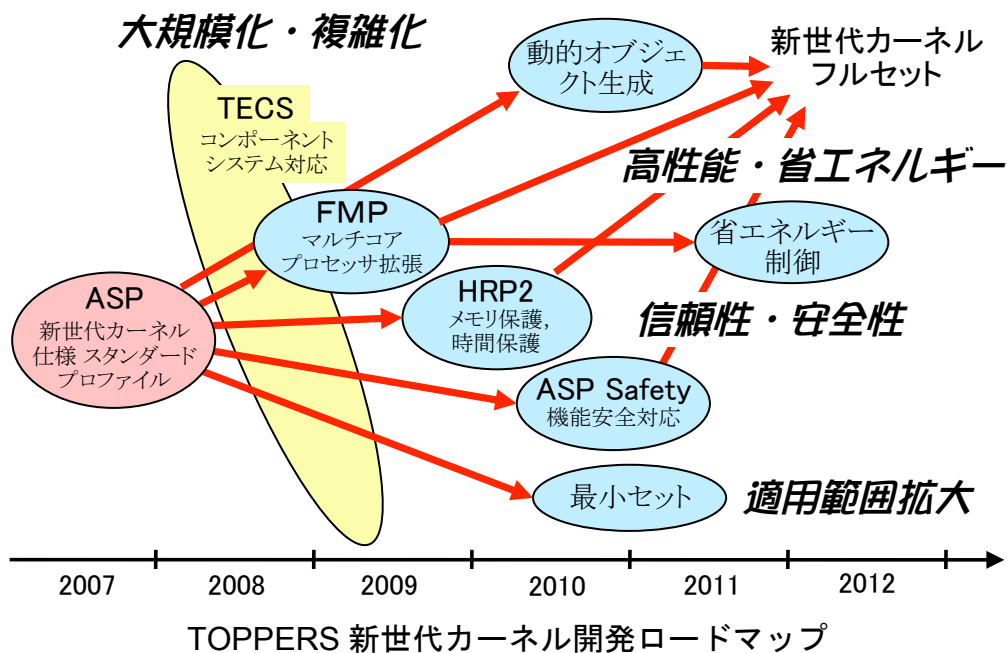 大規模化・複雑化
動的オブジェ
クト生成
新世代カーネル
フルセット
TECS
コンポーネント
システム対応
高性能・省エネルギー
FMP
マルチコア
プロセッサ拡張
省エネルギー
制御
ASP
新世代カーネル
仕様 スタンダード
プロファイル
HRP2
メモリ保護,
時間保護
信頼性・安全性
ASP Safety
機能安全対応
最小セット
適用範囲拡大
2007 2008 2009 2010 2011 2012
TOPPERS 新世代カーネル開発ロードマップ